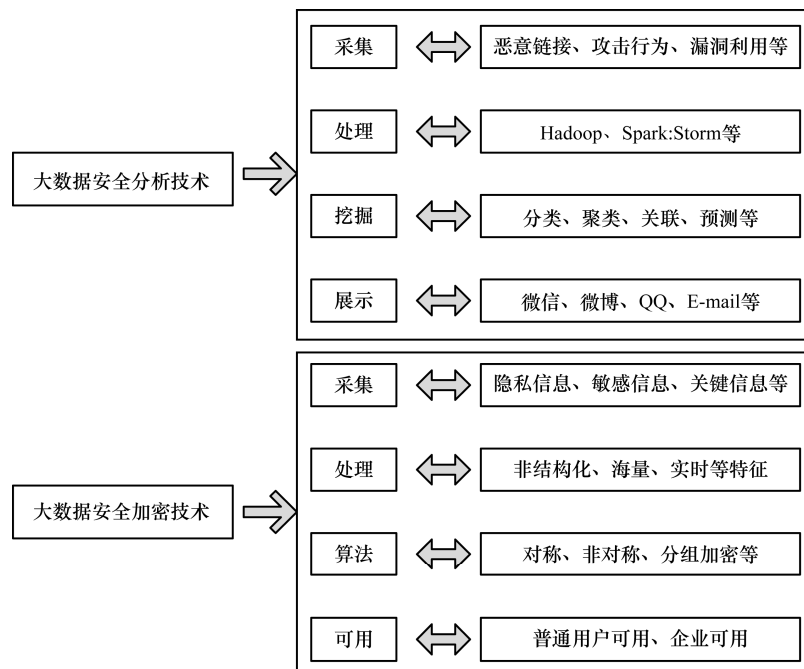 大数据安全分析技术
采集
恶意链接、攻击行为、漏洞利用等
处理
Hadoop、Spark:Storm等
挖掘
分类、聚类、关联、预测等
展示
微信、微博、QQ、E-mail等
大数据安全加密技术
采集
隐私信息、敏感信息、关键信息等
处理
非结构化、海量、实时等特征
算法
对称、非对称、分组加密等
可用
普通用户可用、企业可用